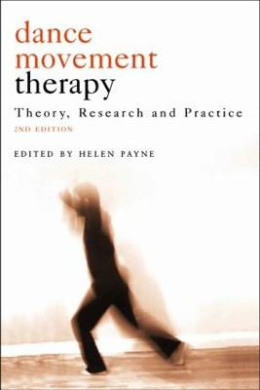 dance
movement
therapy
Theory, Research and Practice
2ND EDITION
EDITED BY HELEN PAYNE